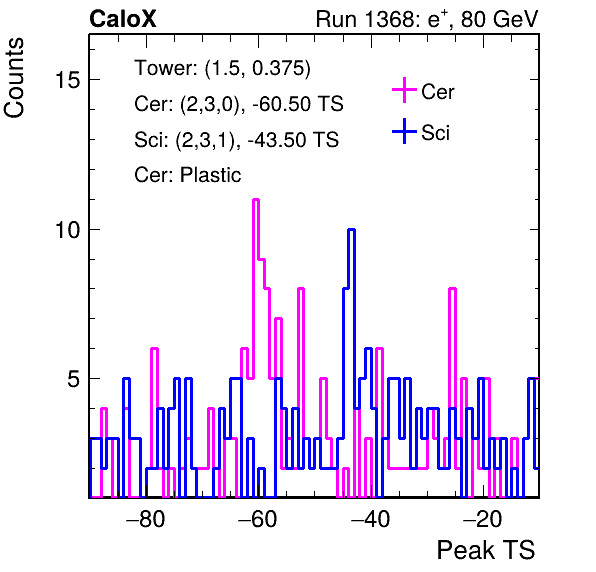 CaloX Run 1368: e⁺, 80 GeV
Counts
Tower: (1.5, 0.375)
Cer: (2,3,0), -60.50 TS
Sci: (2,3,1), -43.50 TS
Cer: Plastic
Cer
Sci
15
10
5
−80 −60 −40 −20
Peak TS